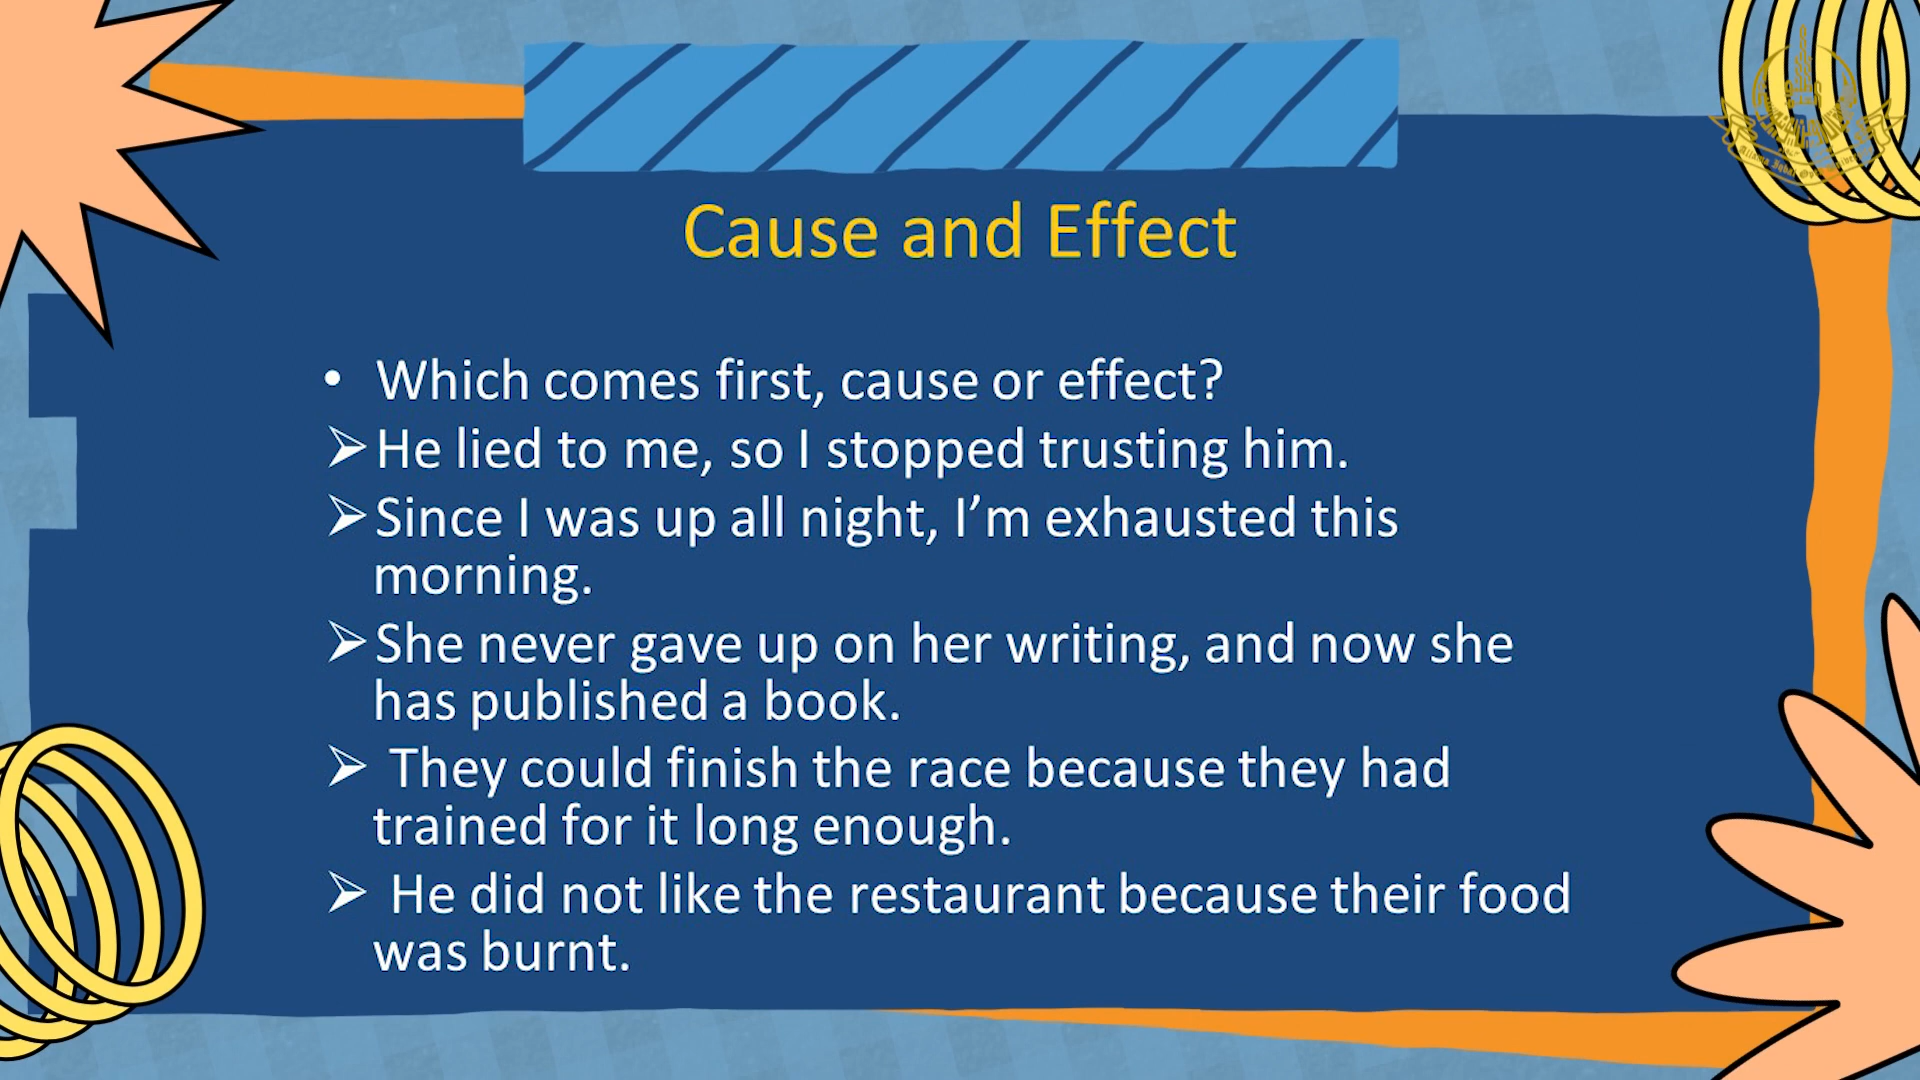 Cause and Effect
• Which comes first, cause or effect?
➢He lied to me, so I stopped trusting him.
➢Since I was up all night, I’m exhausted this
morning.
➢She never gave up on her writing, and now she
has published a book.
➢ They could finish the race because they had
trained for it long enough.
➢ He did not like the restaurant because their food
was burnt.